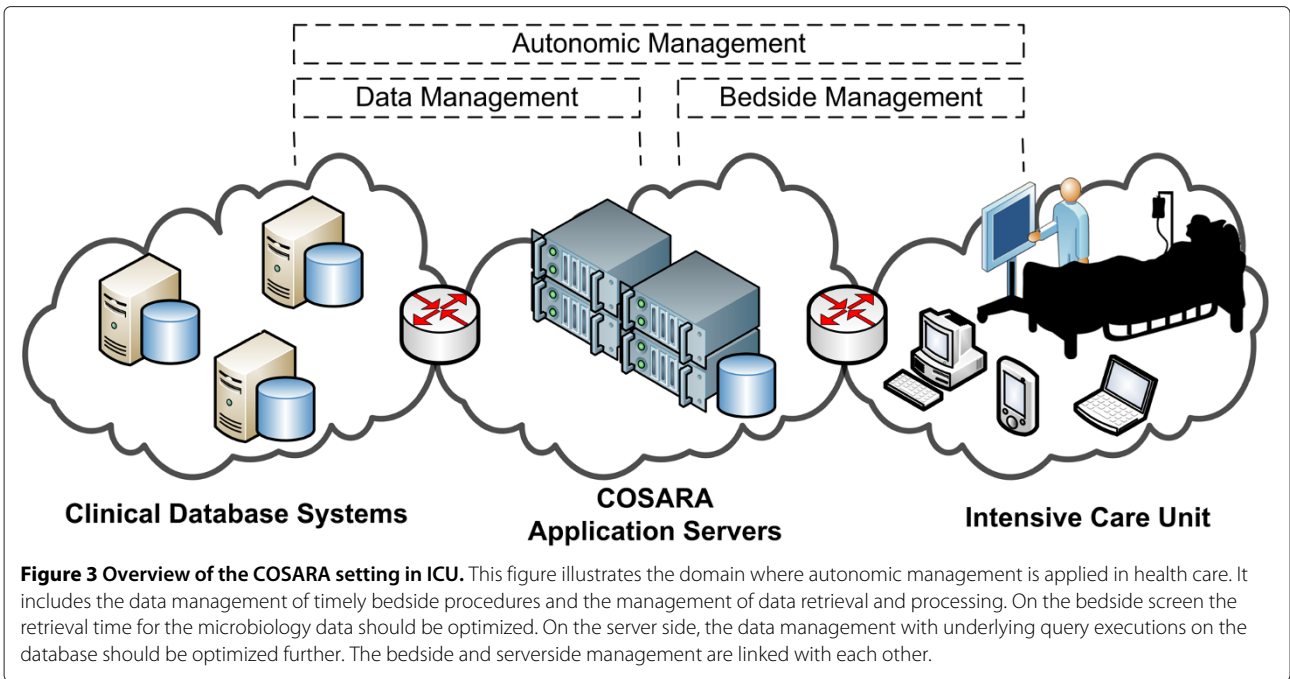 Autonomic Management
Data Management
Bedside Management
Clinical Database Systems
COSARA
Application Servers
Intensive Care Unit
Figure 3 Overview of the COSARA setting in ICU. This figure illustrates the domain where autonomic management is applied in health care. It
includes the data management of timely bedside procedures and the management of data retrieval and processing. On the bedside screen the
retrieval time for the microbiology data should be optimized. On the server side, the data management with underlying query executions on the
database should be optimized further. The bedside and serverside management are linked with each other.